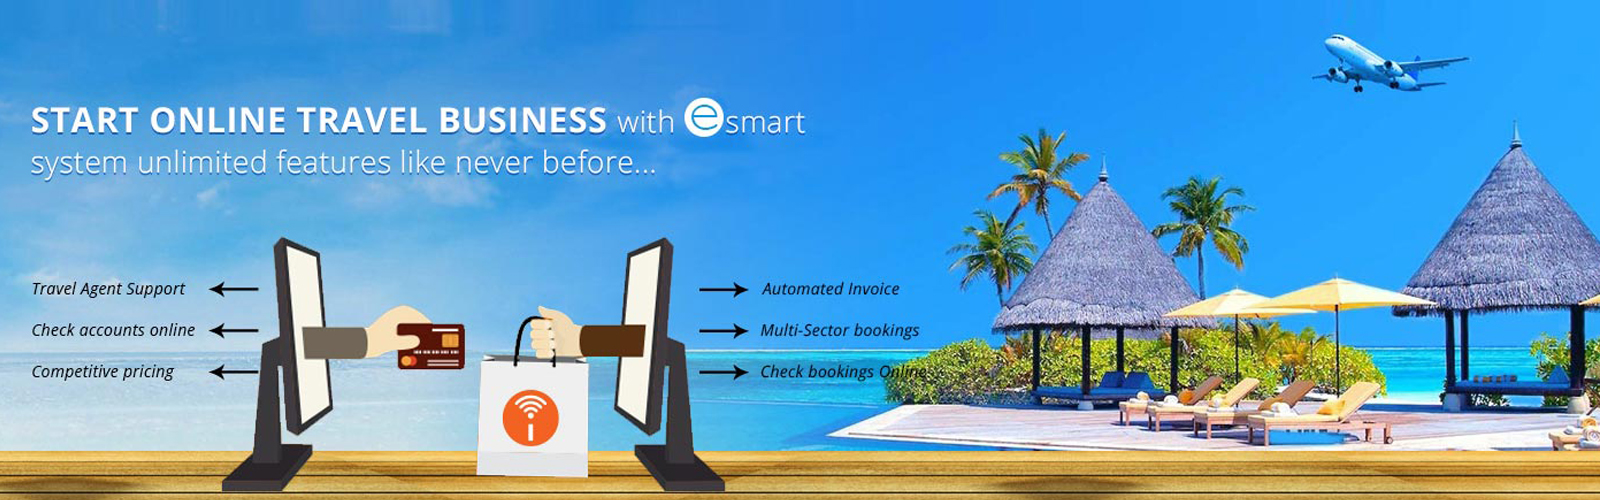 START ONLINE TRAVEL BUSINESS with esmart
system unlimited features like never before...
Travel Agent Support
Check accounts online
Competitive pricing
Automated Invoice
Multi-Sector bookings
Check bookings Online